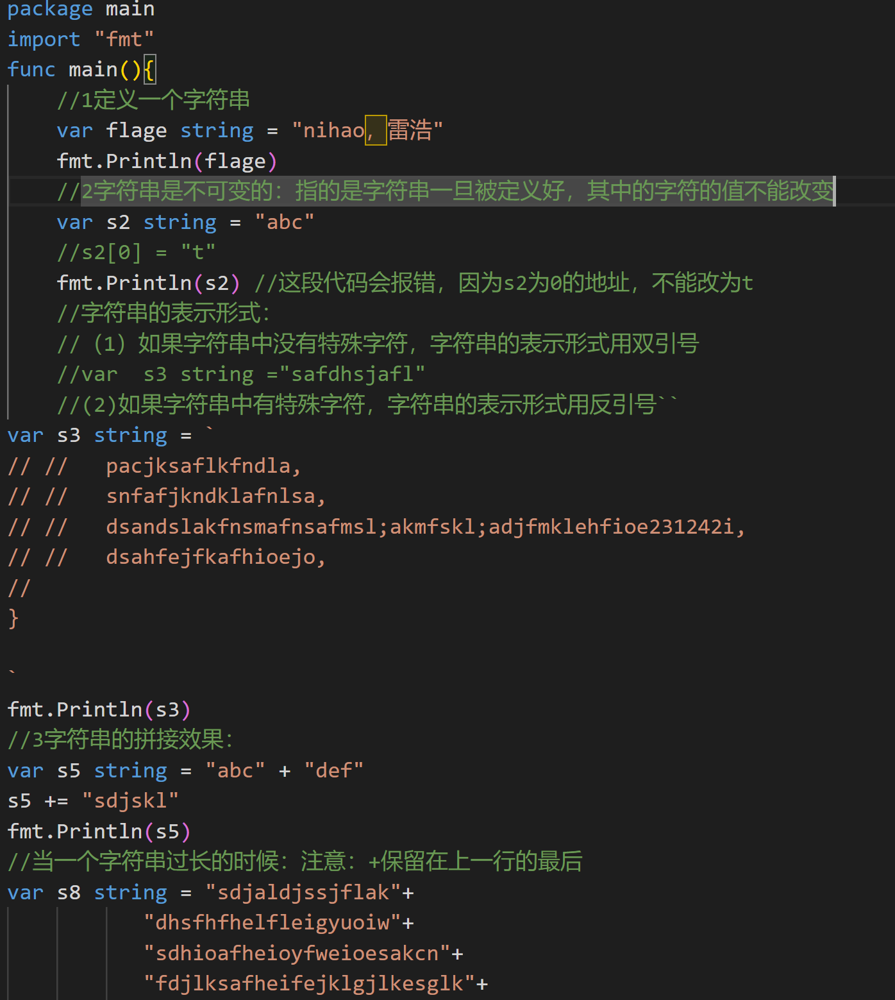 package main
import "fmt"
func main(){
    //1定义一个字符串
    var flage string = "nihao，雷浩"
    fmt.Println(flage)
    //2字符串是不可变的：指的是字符串一旦被定义好，其中的字符的值不能改变
    var s2 string = "abc"
    //s2[0] = "t"
    fmt.Println(s2) //这段代码会报错，因为s2为0的地址，不能改为t
    //字符串的表示形式：
    //（1）如果字符串中没有特殊字符，字符串的表示形式用双引号
    //var  s3 string ="safdhsjafl"
    //(2)如果字符串中有特殊字符，字符串的表示形式用反引号``
var s3 string = `
// //   pacjksaflkfndla,
// //   snfafjkndklafnlsa,
// //   dsandslakfnsmafnsafmsl;akmfskl;adjfmklehfioe231242i,
// //   dsahfejfkafhioejo,
//
}
`
fmt.Println(s3)
//3字符串的拼接效果：
var s5 string = "abc" + "def"
s5 += "sdjskl"
fmt.Println(s5)
//当一个字符串过长的时候：注意：+保留在上一行的最后
var s8 string = "sdjaldjssjflak"+
           "dhsfhfhelfleigyuoiw"+
           "sdhioafheioyfweioesakcn"+
           "fdjlksafheifejklgjlkesglk"+